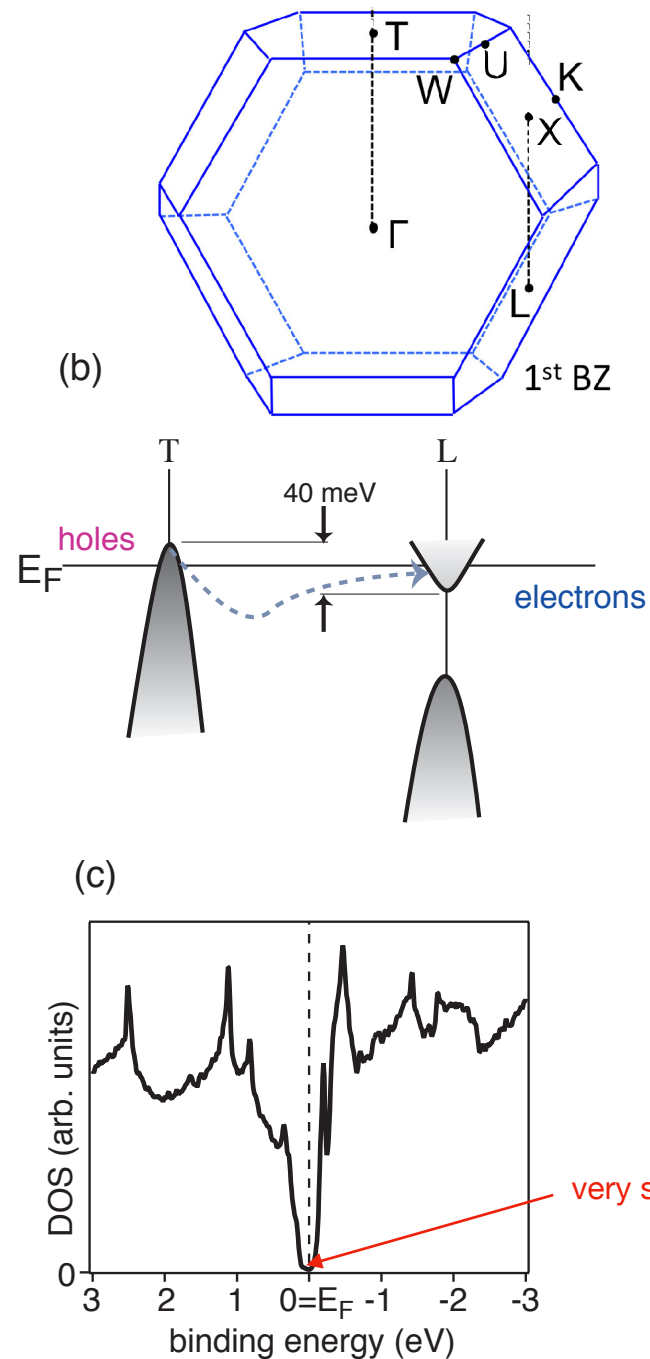 T
U
W
K
X
Γ
L
(b)
1st BZ
T
L
40 meV
holes
EF
electrons
(c)
DOS (arb. units)
very s
0
3
2
1
0=EF
-1
-2
-3
binding energy (eV)